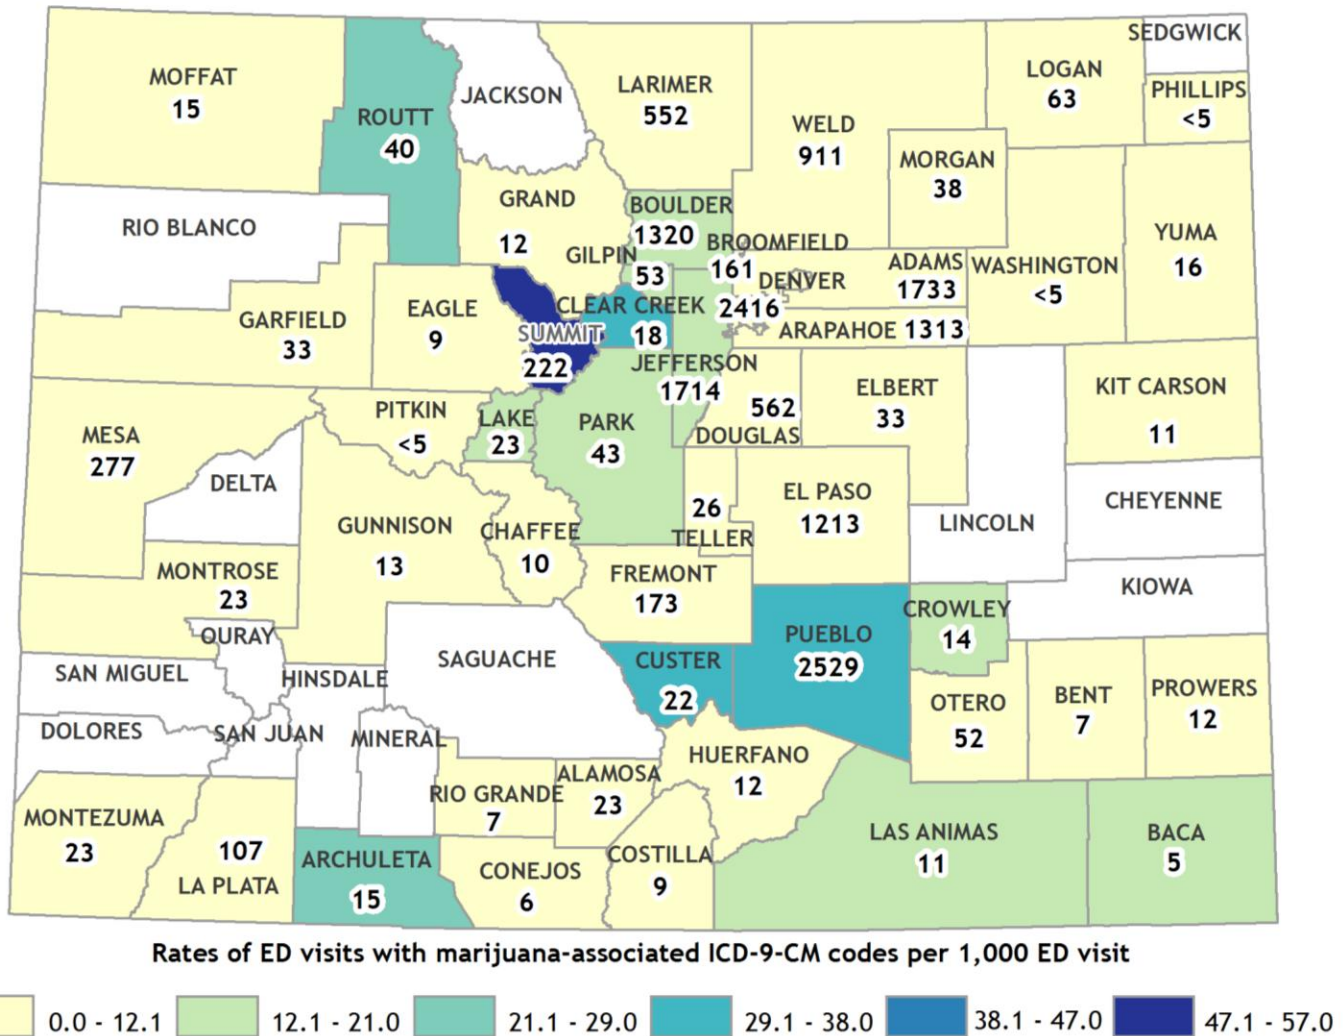 SEDGWICK
MOFFAT
15
ROUTT
40
JACKSON
LARIMER
552
WELD
911
LOGAN
63
PHILLIPS
<5
MORGAN
38
RIO BLANCO
GRAND
12
BOULDER
1320
GILPIN
53
BROOMFIELD
161
DENVER
2416
ADAMS
1733
WASHINGTON
<5
YUMA
16
GARFIELD
33
EAGLE
9
SUMMIT
222
CLEAR CREEK
18
ARAPAHOE 1313
JEFFERSON
1714
562
DOUGLAS
ELBERT
33
KIT CARSON
11
MESA
277
DELTA
PITKIN
<5
LAKE
23
PARK
43
GUNNISON
13
CHAFFEE
10
26
TELLER
EL PASO
1213
LINCOLN
CHEYENNE
MONTROSE
23
FREMONT
173
KIOWA
OURAY
SAN MIGUEL
HINSDALE
SAGUACHE
CUSTER
22
PUEBLO
2529
CROWLEY
14
OTERO
52
BENT
7
PROWERS
12
DOLORES
SAN JUAN
MINERAL
HUERFANO
12
RIO GRANDE
7
ALAMOSA
23
MONTEZUMA
23
107
LA PLATA
ARCHULETA
15
CONEJOS
6
COSTILLA
9
LAS ANIMAS
11
BACA
5
Rates of ED visits with marijuana-associated ICD-9-CM codes per 1,000 ED visit
0.0 - 12.1 12.1 - 21.0 21.1 - 29.0 29.1 - 38.0 38.1 - 47.0 47.1 - 57.0